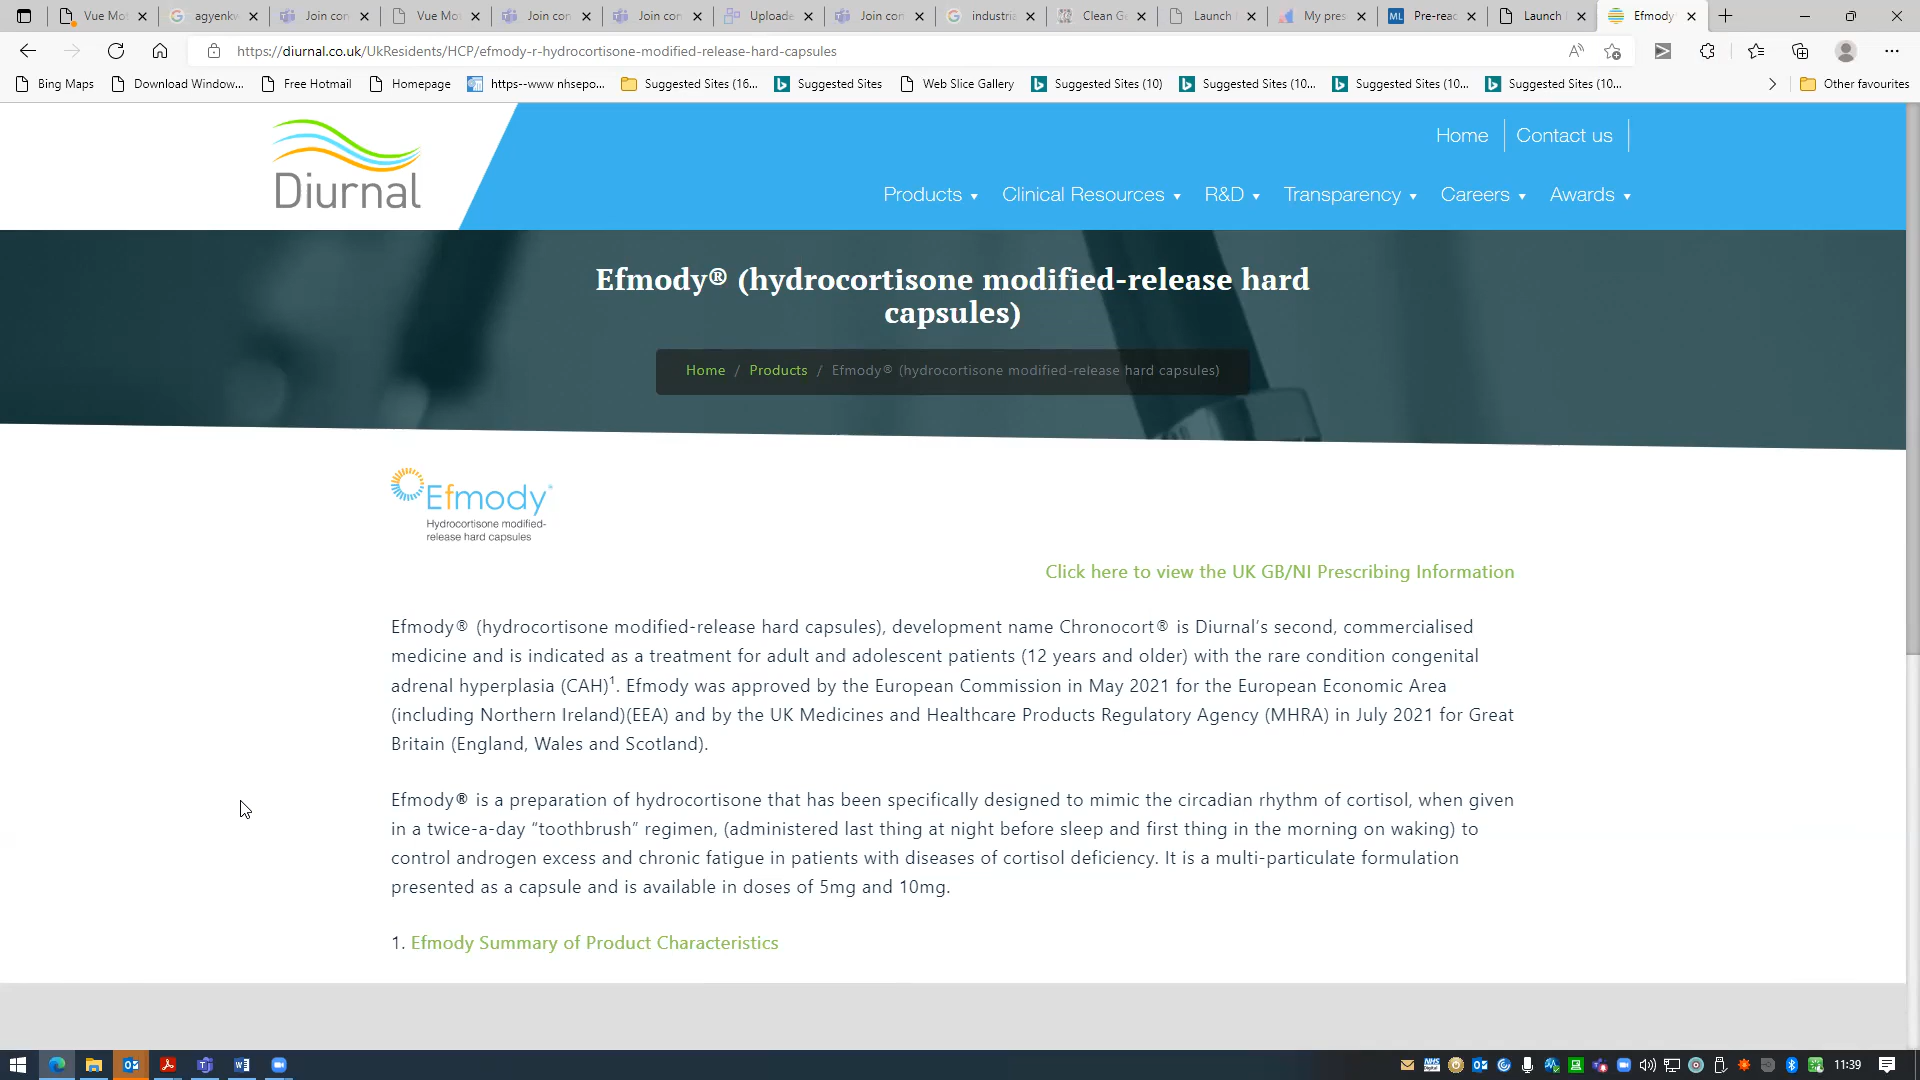 Vue Mo
agyenkw
Join con
Vue Mo
Join con
Join con
Uploade
Join con
industria
Clean Ge
Launch
My pres
Pre-reac
Launch
Efmody
https://diurnal.co.uk/UkResidents/HCP/efmody-r-hydrocortisone-modified-release-hard-capsules
Bing Maps
Download Window...
Free Hotmail
Homepage
https--www nhsepo...
Suggested Sites (16...
Suggested Sites
Web Slice Gallery
Suggested Sites (10)
Suggested Sites (10...
Suggested Sites (10...
Suggested Sites (10...
Other favourites
Diurnal
Home
Contact us
Products
Clinical Resources
R&D
Transparency
Careers
Awards
Efmody® (hydrocortisone modified-release hard
capsules)
Home / Products / Efmody® (hydrocortisone modified-release hard capsules)
Efmody®
Hydrocortisone modified-
release hard capsules
Click here to view the UK GB/NI Prescribing Information
Efmody® (hydrocortisone modified-release hard capsules), development name Chronocort® is Diurnal’s second, commercialised
medicine and is indicated as a treatment for adult and adolescent patients (12 years and older) with the rare condition congenital
adrenal hyperplasia (CAH)¹. Efmody was approved by the European Commission in May 2021 for the European Economic Area
(including Northern Ireland)(EEA) and by the UK Medicines and Healthcare Products Regulatory Agency (MHRA) in July 2021 for Great
Britain (England, Wales and Scotland).
Efmody® is a preparation of hydrocortisone that has been specifically designed to mimic the circadian rhythm of cortisol, when given
in a twice-a-day “toothbrush” regimen, (administered last thing at night before sleep and first thing in the morning on waking) to
control androgen excess and chronic fatigue in patients with diseases of cortisol deficiency. It is a multi-particulate formulation
presented as a capsule and is available in doses of 5mg and 10mg.
1. Efmody Summary of Product Characteristics
11:39